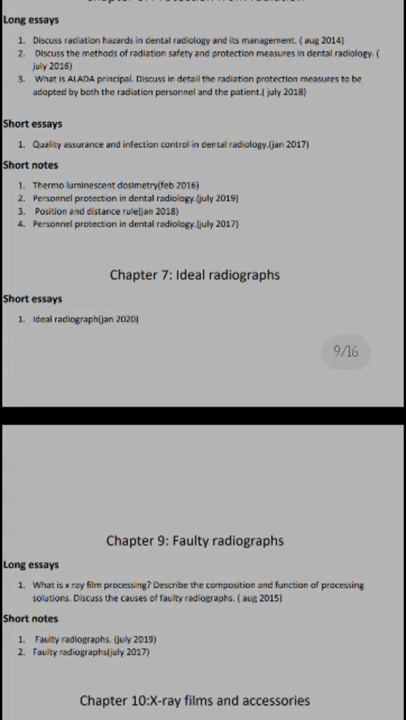 Chapter 6: Protection from radiation
Long essays
1. Discuss radiation hazards in dental radiology and its management. ( aug 2014)
2. Discuss the methods of radiation safety and protection measures in dental radiology. (
july 2016)
3. What is ALADA principal. Discuss in detail the radiation protection measures to be
adopted by both the radiation personnel and the patient.( july 2018)
Short essays
1. Quality assurance and infection control in dental radiology.(jan 2017)
Short notes
1. Thermo luminescent dosimetry(feb 2016)
2. Personnel protection in dental radiology.(july 2019)
3. Position and distance rule(jan 2018)
4. Personnel protection in dental radiology.(july 2017)
Chapter 7: Ideal radiographs
Short essays
1. Ideal radiograph(jan 2020)
9/16
Chapter 9: Faulty radiographs
Long essays
1. What is x ray film processing? Describe the composition and function of processing
solutions. Discuss the causes of faulty radiographs. ( aug 2015)
Short notes
1. Faulty radiographs. (july 2019)
2. Faulty radiographs(july 2017)
Chapter 10:X-ray films and accessories